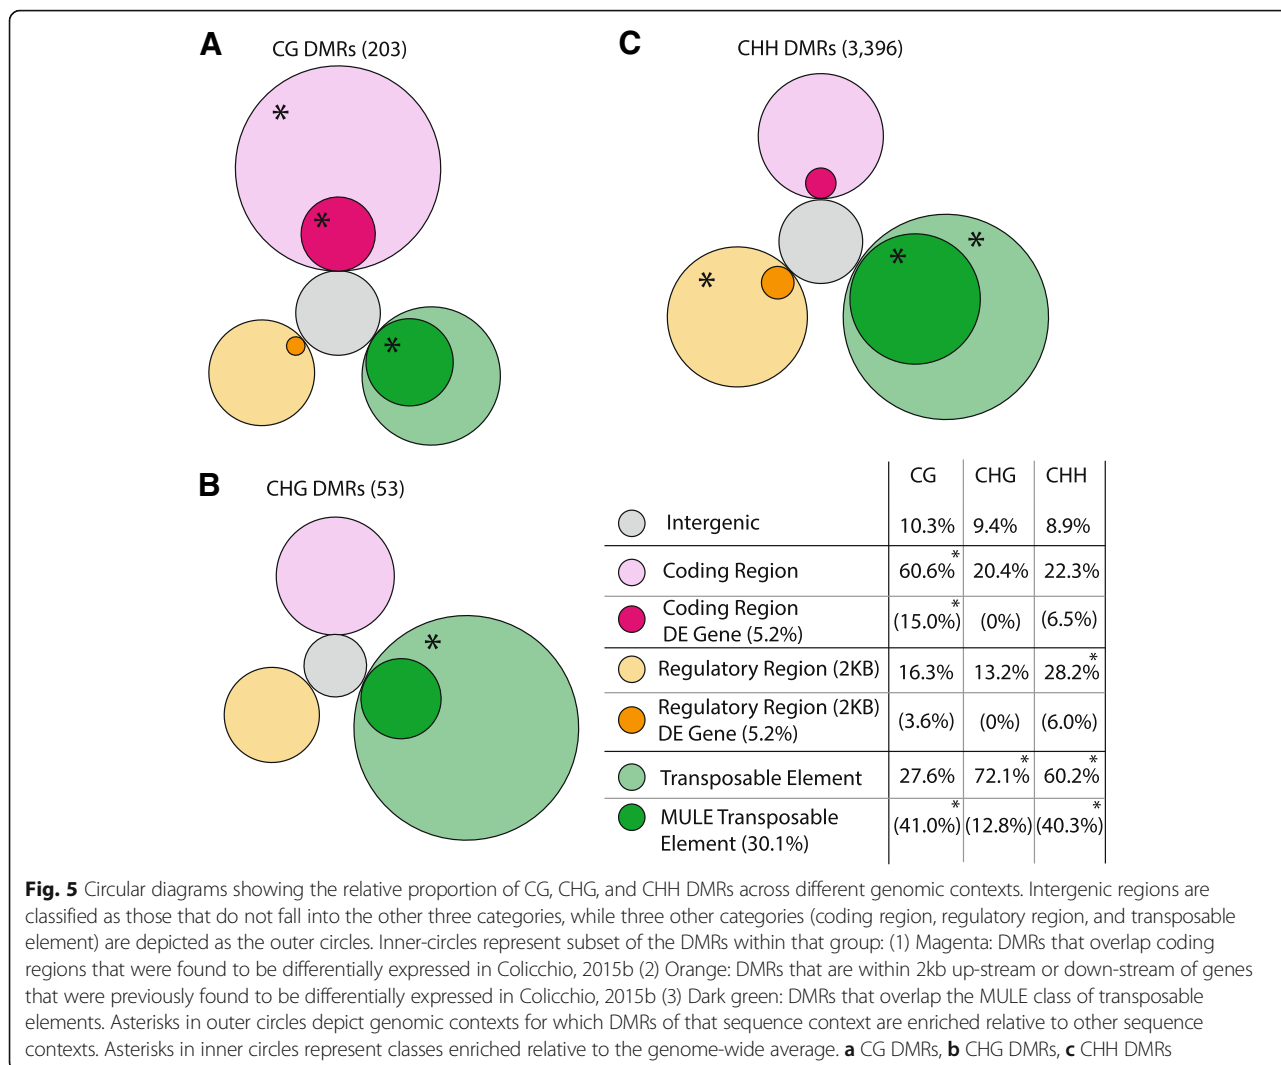 A
CG DMRs (203)
*
*
*
C
CHH DMRs (3,396)
*
*
*
B
CHG DMRs (53)
*
CG CHG CHH
Intergenic 10.3% 9.4% 8.9%
Coding Region 60.6%* 20.4% 22.3%
Coding Region
DE Gene (5.2%) (15.0%)* (0%) (6.5%)
Regulatory Region (2KB) 16.3% 13.2% 28.2%*
Regulatory Region (2KB)
DE Gene (5.2%) (3.6%) (0%) (6.0%)
Transposable Element 27.6% 72.1%* 60.2%*
MULE Transposable
Element (30.1%) (41.0%)* (12.8%) (40.3%)*
Fig. 5 Circular diagrams showing the relative proportion of CG, CHG, and CHH DMRs across different genomic contexts. Intergenic regions are
classified as those that do not fall into the other three categories, while three other categories (coding region, regulatory region, and transposable
element) are depicted as the outer circles. Inner-circles represent subset of the DMRs within that group: (1) Magenta: DMRs that overlap coding
regions that were found to be differentially expressed in Colicchio, 2015b (2) Orange: DMRs that are within 2kb up-stream or down-stream of genes
that were previously found to be differentially expressed in Colicchio, 2015b (3) Dark green: DMRs that overlap the MULE class of transposable
elements. Asterisks in outer circles depict genomic contexts for which DMRs of that sequence context are enriched relative to other sequence
contexts. Asterisks in inner circles represent classes enriched relative to the genome-wide average. a CG DMRs, b CHG DMRs, c CHH DMRs